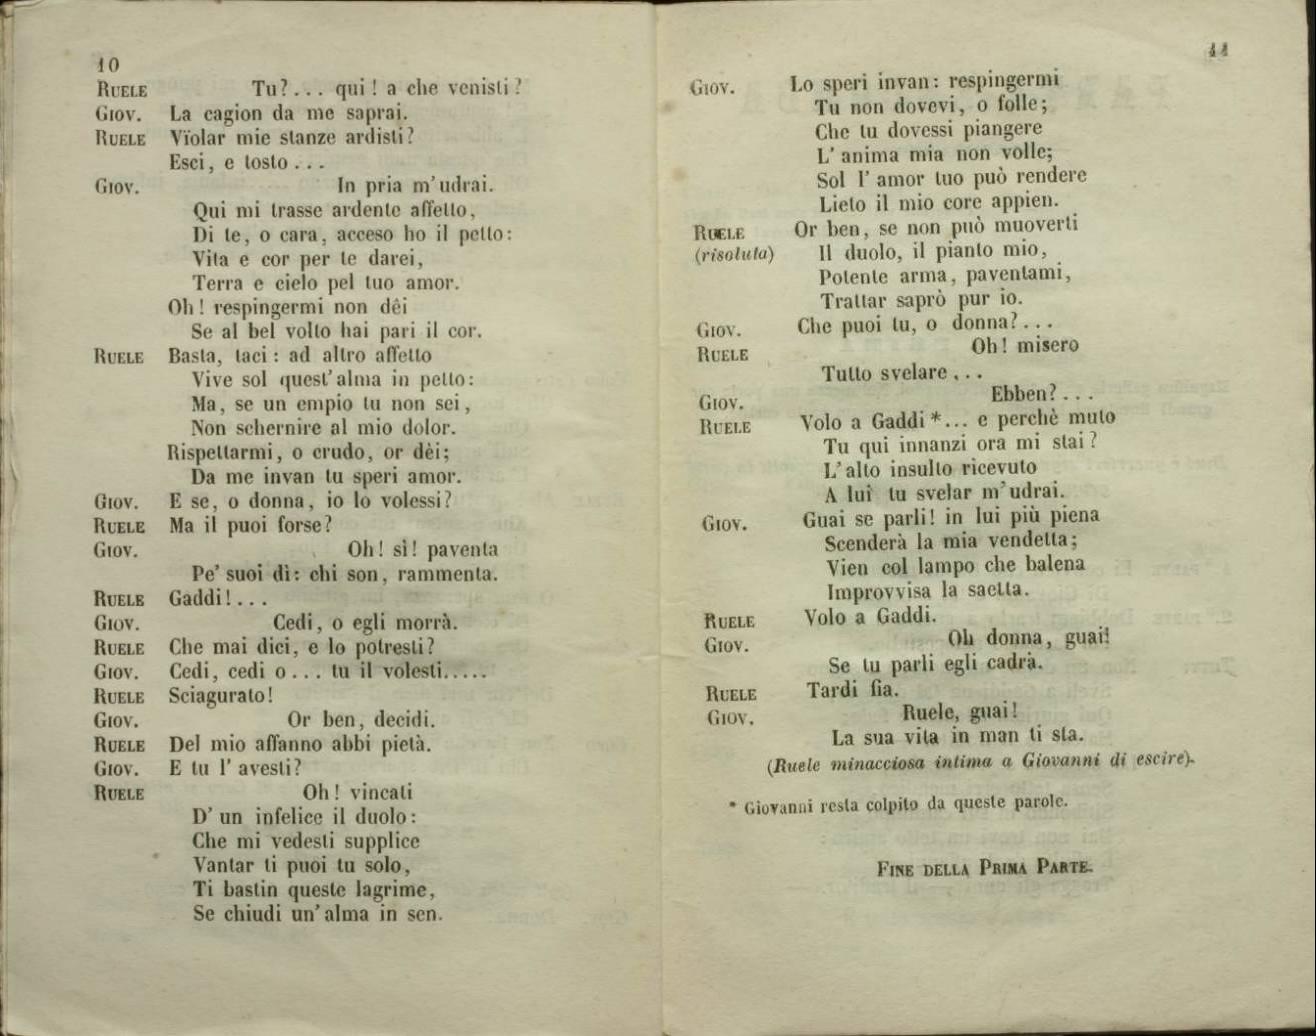 10
RUELE Tu?... qui! a che venisti?
GIOV. La cagion da me saprai.
RUELE Vïolar mie stanze ardisti?
Esci, e tosto...
GIOV. In pria m'udrai.
Qui mi trasse ardente affetto,
Di te, o cara, acceso ho il petto:
Vita e cor per te darei,
Terra e cielo pel tuo amor.
Oh! respingermi non dêi
Se al bel volto hai pari il cor.
RUELE Basta, taci: ad altro affetto
Vive sol quest'alma in petto:
Ma, se un empio tu non sei,
Non schernire al mio dolor.
Rispettarmi, o crudo, or dêi;
Da me invan tu speri amor.
GIOV. E se, o donna, io lo volessi?
RUELE Ma il puoi forse?
GIOV. Oh! sì! paventa
Pe' suoi dì: chi son, rammenta.
RUELE Gaddi!...
GIOV. Cedi, o egli morrà.
RUELE Che mai dici, e lo potresti?
GIOV. Cedi, cedi o... tu il volesti.....
RUELE Sciagurato!
GIOV. Or ben, decidi.
RUELE Del mio affanno abbi pietà.
GIOV. E tu l'avesti?
RUELE Oh! vincati
D'un infelice il duolo:
Che mi vedesti supplice
Vantar ti puoi tu solo,
Ti bastin queste lagrime,
Se chiudi un'alma in sen.
11
GIOV. Lo speri invan: respingermi
Tu non dovevi, o folle;
Che tu dovessi piangere
L'anima mia non volle;
Sol l'amor tuo può rendere
Lieto il mio core appien.
RUELE Or ben, se non può muoverti
(risoluta) Il duolo, il pianto mio,
Potente arma, paventami,
Trattar saprò pur io.
GIOV. Che puoi tu, o donna?...
RUELE Oh! misero
Tutto svelare...
GIOV. Ebben?...
RUELE Volo a Gaddi *... e perchè muto
Tu qui innanzi ora mi stai?
L'alto insulto ricevuto
A lui tu svelar m'udrai.
GIOV. Guai se parli! in lui più piena
Scenderà la mia vendetta;
Vien col lampo che balena
Improvvisa la saetta.
RUELE Volo a Gaddi.
GIOV. Oh donna, guai!
Se tu parli egli cadrà.
RUELE Tardi fia.
GIOV. Ruele, guai!
La sua vita in man ti sta.
(Ruele minacciosa intima a Giovanni di escire).
* Giovanni resta colpito da queste parole.
FINE DELLA PRIMA PARTE.